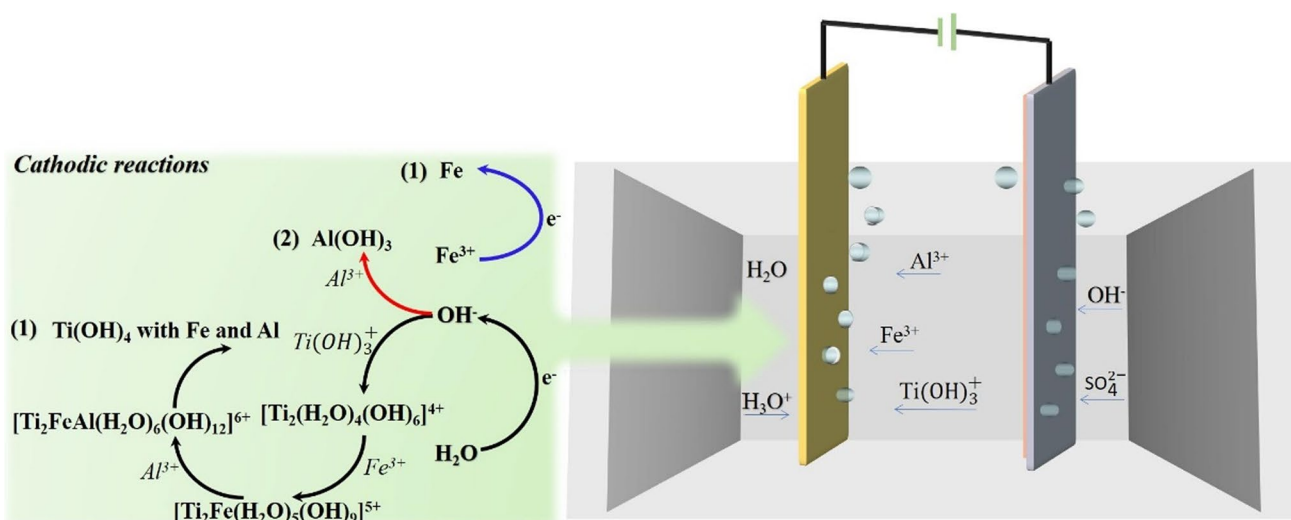 Cathodic reactions
(1) Fe
e⁻
(2) Al(OH)₃
Fe³⁺
Al³⁺
OH⁻
(1) Ti(OH)₄ with Fe and Al
Ti(OH)₃⁺
e⁻
[Ti₂FeAl(H₂O)₆(OH)₁₂]⁶⁺
[Ti₂(H₂O)₄(OH)₆]⁴⁺
H₂O
Al³⁺
Fe³⁺
[Ti₂Fe(H₂O)₅(OH)₉]⁵⁺
H₂O
Al³⁺
OH⁻
Fe³⁺
H₃O⁺
Ti(OH)₃⁺
SO₄²⁻